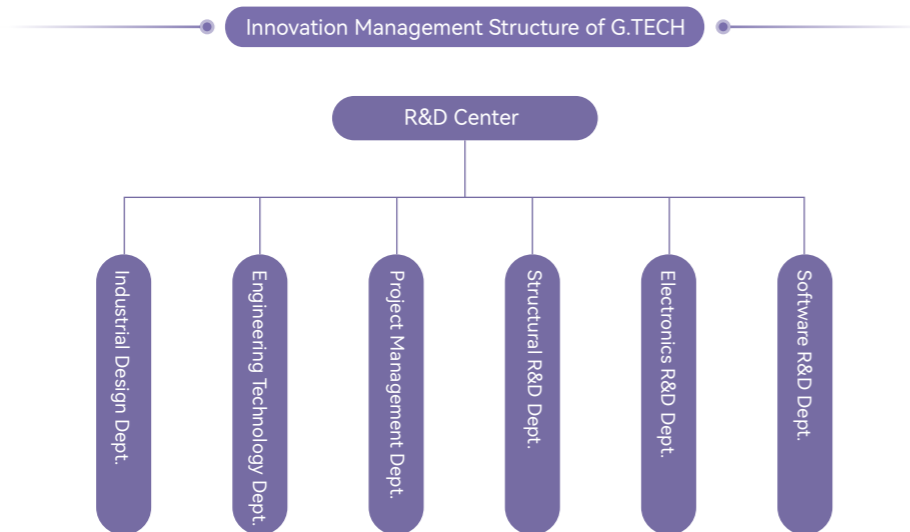 Innovation Management Structure of G.TECH
R&D Center
Industrial Design Dept.
Engineering Technology Dept.
Project Management Dept.
Structural R&D Dept.
Electronics R&D Dept.
Software R&D Dept.